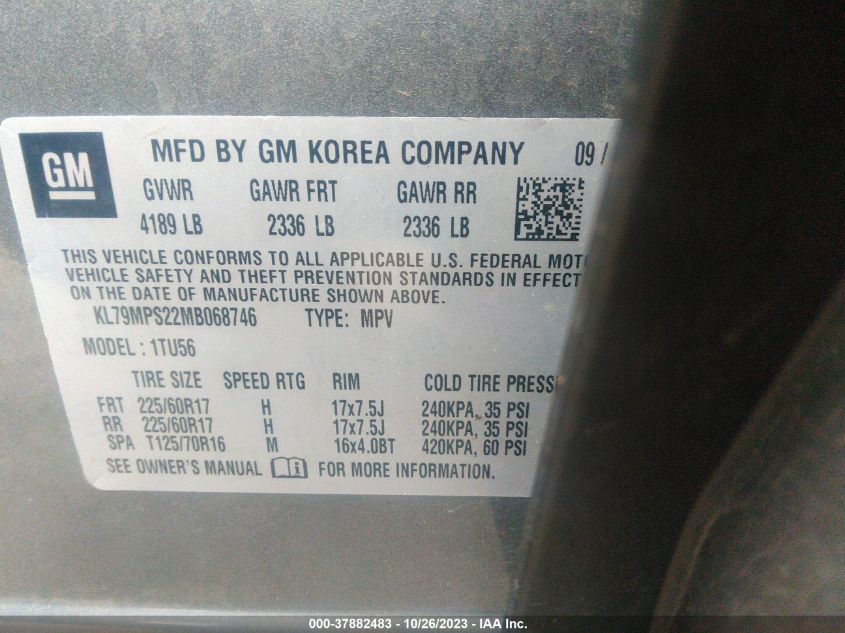 GM
MFD BY GM KOREA COMPANY 09 /
GVWR GAWR FRT GAWR RR
4189 LB 2336 LB 2336 LB
THIS VEHICLE CONFORMS TO ALL APPLICABLE U.S. FEDERAL MOT
VEHICLE SAFETY AND THEFT PREVENTION STANDARDS IN EFFECT
ON THE DATE OF MANUFACTURE SHOWN ABOVE.
KL79MPS22MB068746 TYPE: MPV
MODEL : 1TU56
TIRE SIZE SPEED RTG RIM COLD TIRE PRESS
FRT 225/60R17 H 17x7.5J 240KPA, 35 PSI
RR 225/60R17 H 17x7.5J 240KPA, 35 PSI
SPA T125/70R16 M 16x4.0BT 420KPA, 60 PSI
SEE OWNER'S MANUAL i FOR MORE INFORMATION.
000-37882483 - 10/26/2023 - IAA Inc.